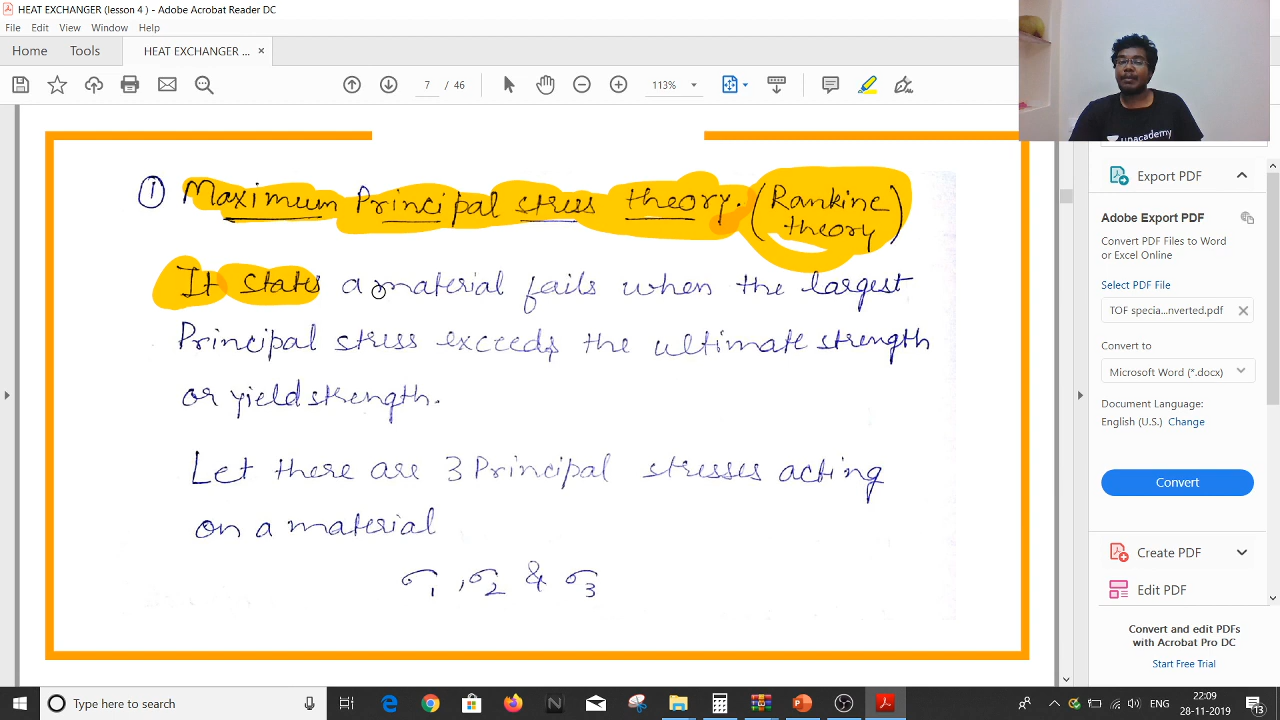 HEAT EXCHANGER (lesson 4 ) - Adobe Acrobat Reader DC
File Edit View Window Help
Home Tools HEAT EXCHANGER ... ×
7 / 46 113%
unacademy
① Maximum Principal stress theory. (Rankine
theory)
It states a material fails when the largest
Principal stress exceeds the ultimate strength
or yield strength.
Let there are 3 Principal stresses acting
on a material
σ1, σ2 & σ3
Export PDF
Adobe Export PDF
Convert PDF Files to Word
or Excel Online
Select PDF File
TOF specia...nverted.pdf
Convert to
Microsoft Word (*.docx)
Document Language:
English (U.S.) Change
Convert
Create PDF
Edit PDF
Convert and edit PDFs
with Acrobat Pro DC
Start Free Trial
Type here to search
ENG
22:09
28-11-2019
13